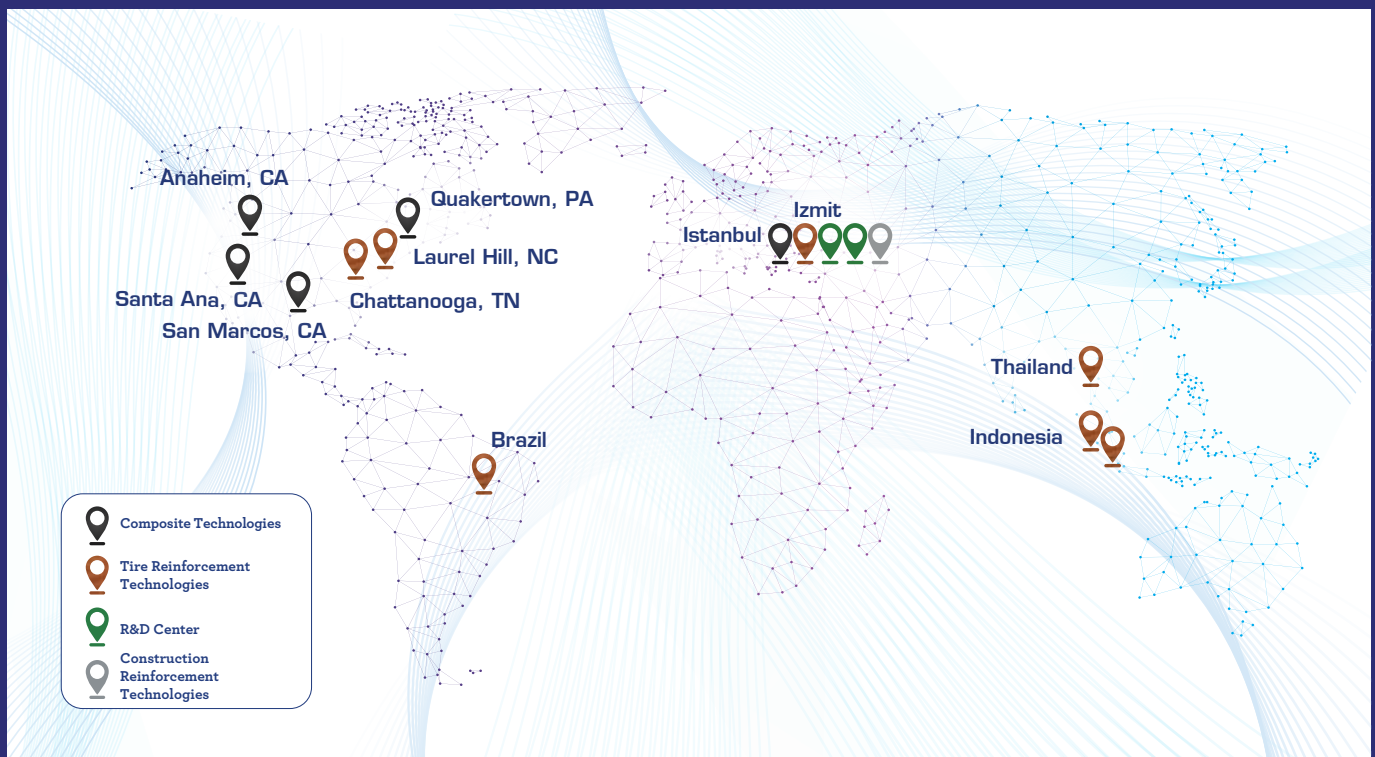 Anaheim, CA
Quakertown, PA
Izmit
Istanbul
Laurel Hill, NC
Santa Ana, CA
Chattanooga, TN
San Marcos, CA
Thailand
Indonesia
Brazil
Composite Technologies
Tire Reinforcement
Technologies
R&D Center
Construction
Reinforcement
Technologies